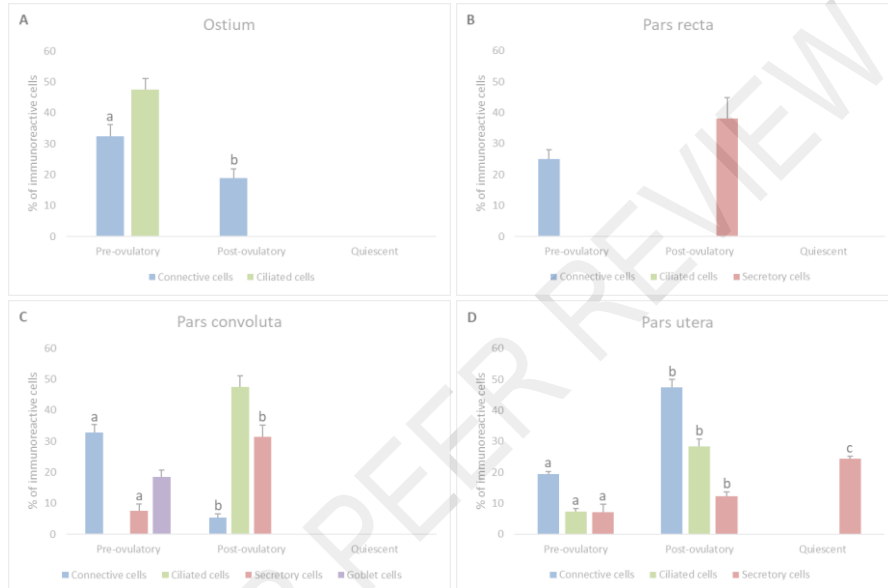 A
Ostium
60
50
40
30
20
10
0
% of immunoreactive cells
a
b
Pre-ovulatory Post-ovulatory Quiescent
Connective cells Ciliated cells
B
Pars recta
60
50
40
30
20
10
0
% of immunoreactive cells
Pre-ovulatory Post-ovulatory Quiescent
Connective cells Ciliated cells Secretory cells
C
Pars convoluta
60
50
40
30
20
10
0
% of immunoreactive cells
a
a
b
b
Pre-ovulatory Post-ovulatory Quiescent
Connective cells Ciliated cells Secretory cells Goblet cells
D
Pars utera
60
50
40
30
20
10
0
% of immunoreactive cells
a
a
a
b
b
b
c
Pre-ovulatory Post-ovulatory Quiescent
Connective cells Ciliated cells Secretory cells
PEER REVIEW